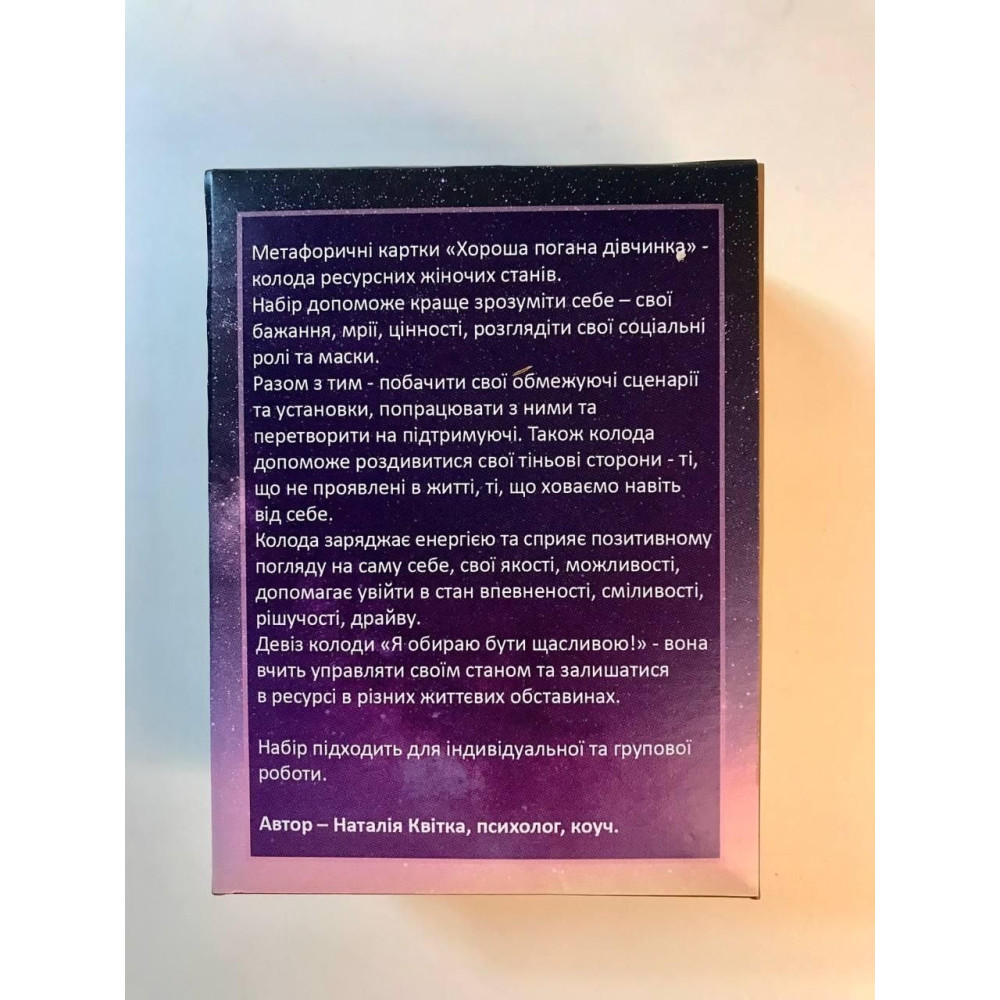 Метафоричні картки «Хороша погана дівчинка» -
колода ресурсних жіночих станів.
Набір допоможе краще зрозуміти себе – свої
бажання, мрії, цінності, розглядіти свої соціальні
ролі та маски.
Разом з тим - побачити свої обмежуючі сценарії
та установки, попрацювати з ними та
перетворити на підтримуючі. Також колода
допоможе роздивитися свої тіньові сторони - ті,
що не проявлені в житті, ті, що ховаємо навіть
від себе.
Колода заряджає енергією та сприяє позитивному
погляду на саму себе, свої якості, можливості,
допомагає увійти в стан впевненості, сміливості,
рішучості, драйву.
Девіз колоди «Я обираю бути щасливою!» - вона
вчить управляти своїм станом та залишатися
в ресурсі в різних життєвих обставинах.
Набір підходить для індивідуальної та групової
роботи.
Автор – Наталія Квітка, психолог, коуч.